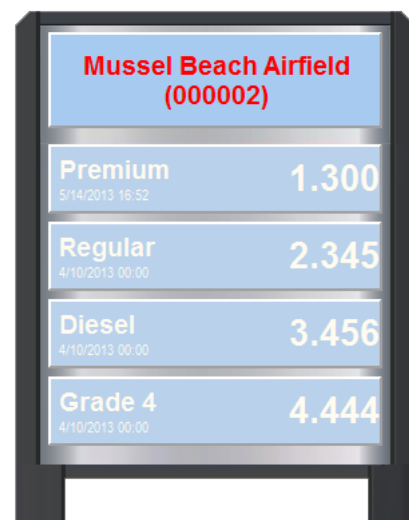 Mussel Beach Airfield
(000002)
Premium 1.300
5/14/2013 16:52
Regular 2.345
4/10/2013 00:00
Diesel 3.456
4/10/2013 00:00
Grade 4 4.444
4/10/2013 00:00